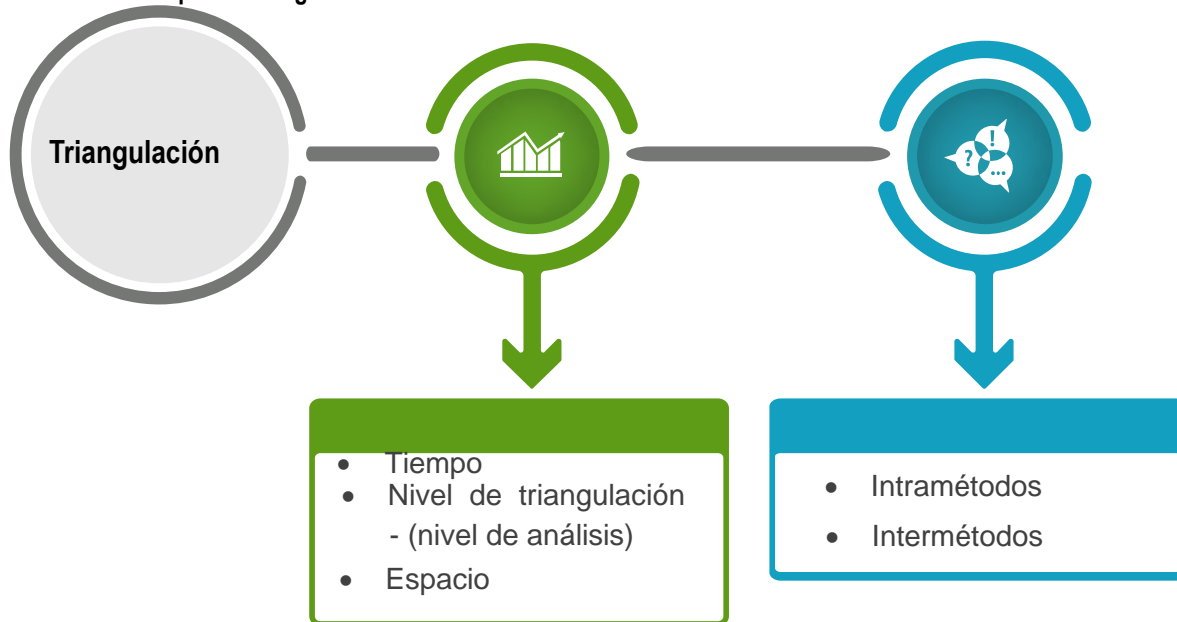 Triangulación
• Tiempo
• Nivel de triangulación
- (nivel de análisis)
• Espacio
• Intramétodos
• Intermétodos